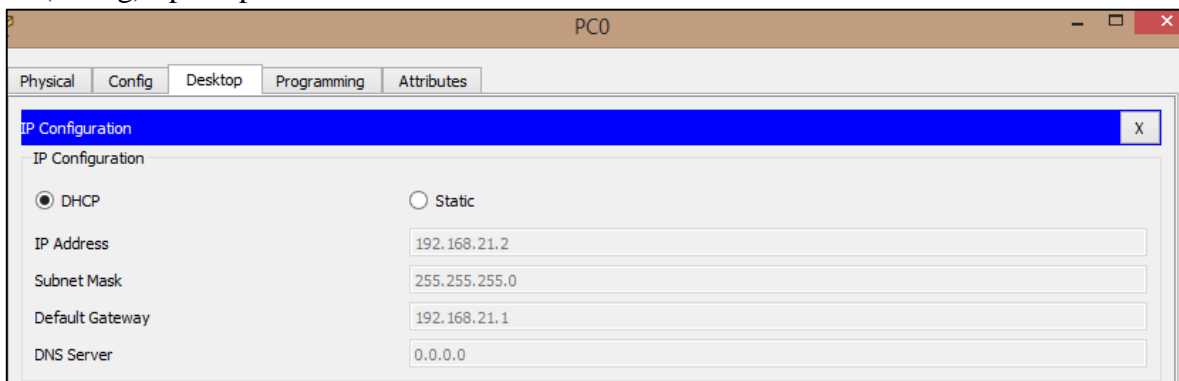 PC0
X
Physical Config Desktop Programming Attributes
IP Configuration X
IP Configuration
DHCP Static
IP Address 192.168.21.2
Subnet Mask 255.255.255.0
Default Gateway 192.168.21.1
DNS Server 0.0.0.0